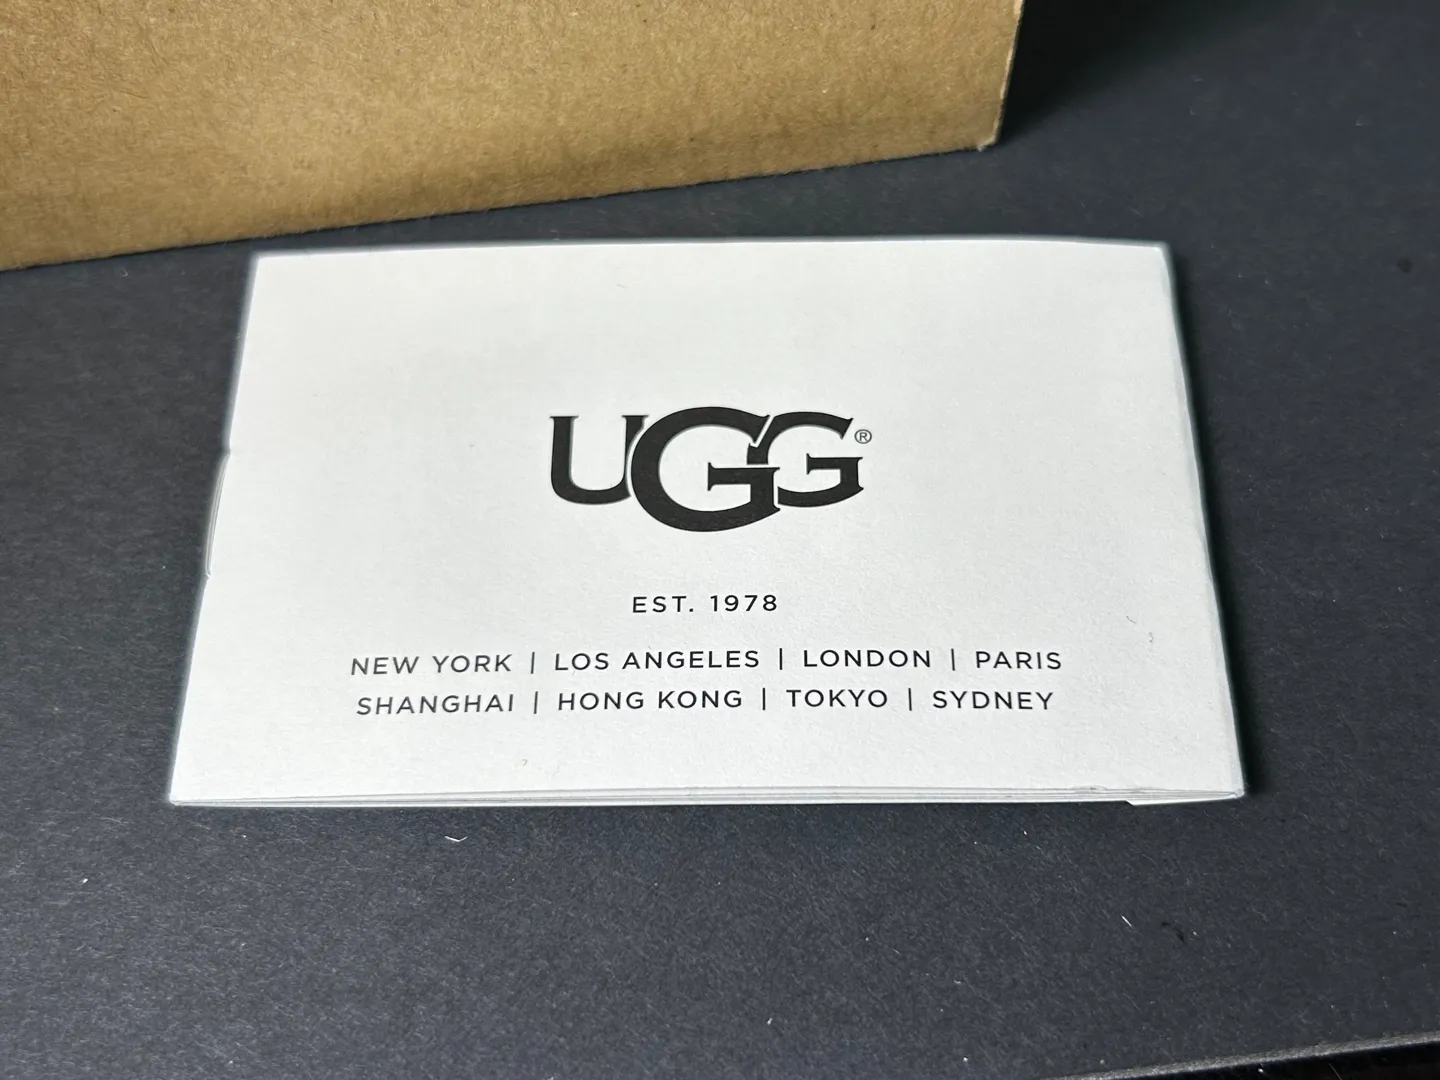 UGG®
EST. 1978
NEW YORK | LOS ANGELES | LONDON | PARIS
SHANGHAI | HONG KONG | TOKYO | SYDNEY